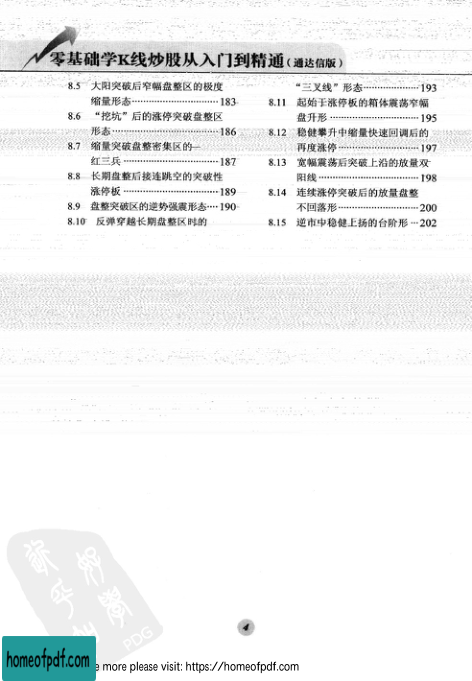 零基础学K线炒股从入门到精通（通达信版）
8.5 大阳突破后窄幅盘整区的极度
缩量形态………………………183
8.6 “挖坑”后的涨停突破盘整区
形态……………………………186
8.7 缩量突破盘整密集区的一
红三兵…………………………187
8.8 长期盘整后接连跳空的突破性
涨停板…………………………189
8.9 盘整突破区的逆势强震形态…190
8.10 反弹穿越长期盘整区时的
“三叉线”形态………………193
8.11 起始于涨停板的箱体震荡窄幅
盘升形…………………………195
8.12 稳健攀升中缩量快速回调后的
再度涨停………………………197
8.13 宽幅震荡后突破上沿的放量双
阳线……………………………198
8.14 连续涨停突破后的放量盘整
不回落形………………………200
8.15 逆市中稳健上扬的台阶形…202
PDG
4
homeofpdf.com
e more please visit: https://homeofpdf.com